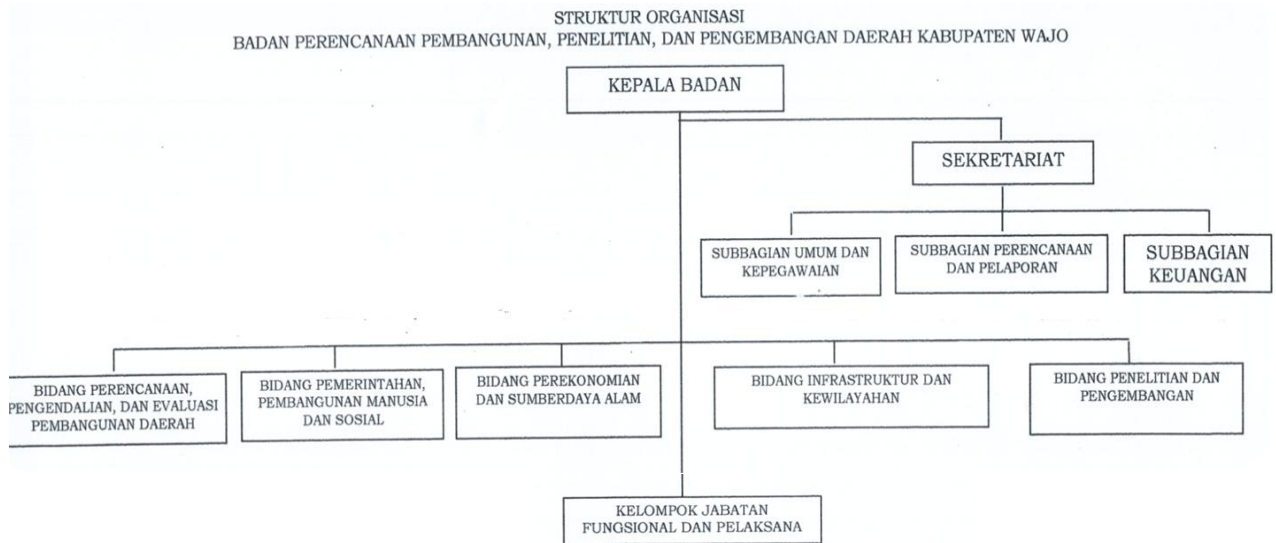 STRUKTUR ORGANISASI
BADAN PERENCANAAN PEMBANGUNAN, PENELITIAN, DAN PENGEMBANGAN DAERAH KABUPATEN WAJO
KEPALA BADAN
SEKRETARIAT
SUBBAGIAN UMUM DAN
KEPEGAWAIAN
SUBBAGIAN PERENCANAAN
DAN PELAPORAN
SUBBAGIAN
KEUANGAN
BIDANG PERENCANAAN,
PENGENDALIAN, DAN EVALUASI
PEMBANGUNAN DAERAH
BIDANG PEMERINTAHAN,
PEMBANGUNAN MANUSIA
DAN SOSIAL
BIDANG PEREKONOMIAN
DAN SUMBERDAYA ALAM
BIDANG INFRASTRUKTUR DAN
KEWILAYAHAN
BIDANG PENELITIAN DAN
PENGEMBANGAN
KELOMPOK JABATAN
FUNGSIONAL DAN PELAKSANA